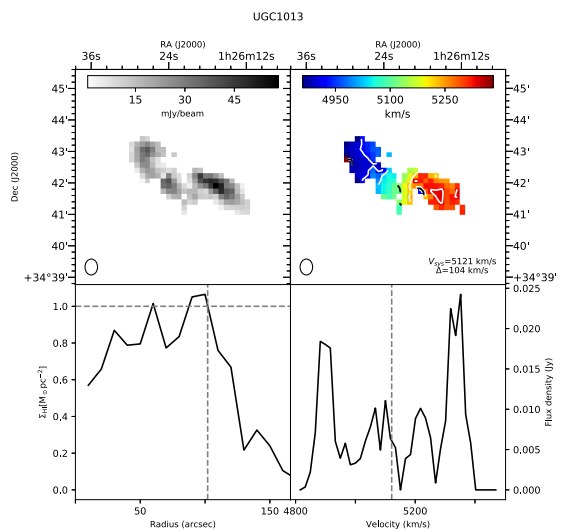 UGC1013
RA (J2000) RA (J2000)
36s 24s 1h26m12s 36s 24s 1h26m12s
45' 45'
15 30 45 4950 5100 5250
mJy/beam km/s
44' 44'
43' 43'
Dec (J2000)
42' 42'
41' 41'
40' 40'
V_sys=5121 km/s
Δ=104 km/s
+34°39' +34°39'
1.0 0.8 0.6 0.4 0.2 0.0
Σ_HI[M_⊙pc⁻²]
0,025 0,020 0,015 0,010 0,005 0,000
Flux density (Jy)
50 150 4800 5200
Radius (arcsec) Velocity (km/s)